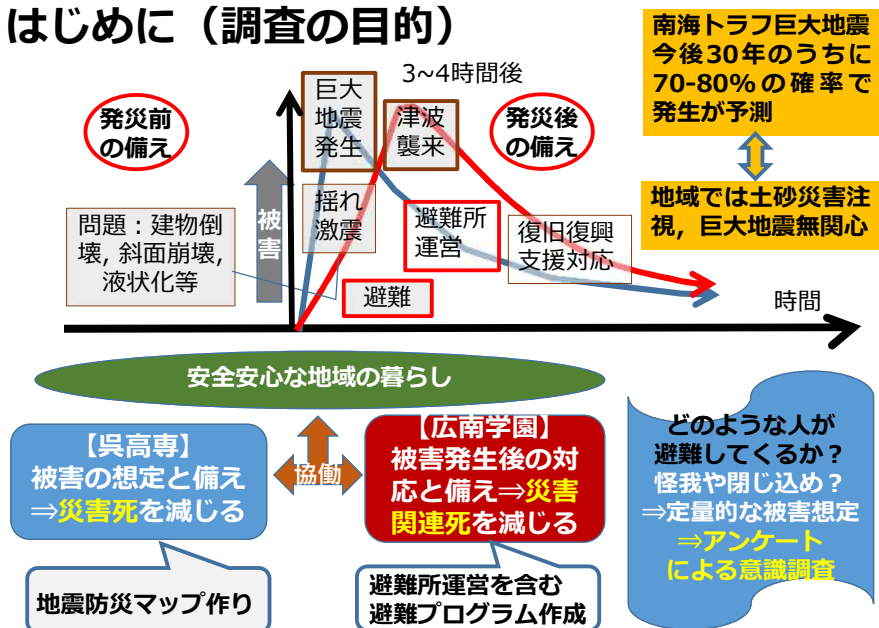 はじめに（調査の目的）
南海トラフ巨大地震
今後30年のうちに
70-80%の確率で
発生が予測
地域では土砂災害注
視，巨大地震無関心
3~4時間後
発災前
の備え
巨大
地震
発生
津波
襲来
発災後
の備え
被害
問題：建物倒
壊，斜面崩壊，
液状化等
揺れ
激震
避難所
運営
復旧復興
支援対応
避難
時間
安全安心な地域の暮らし
【呉高専】
被害の想定と備え
⇒災害死を減じる
協働
【広南学園】
被害発生後の対
応と備え⇒災害
関連死を減じる
どのような人が
避難してくるか？
怪我や閉じ込め？
⇒定量的な被害想定
⇒アンケート
による意識調査
地震防災マップ作り
避難所運営を含む
避難プログラム作成